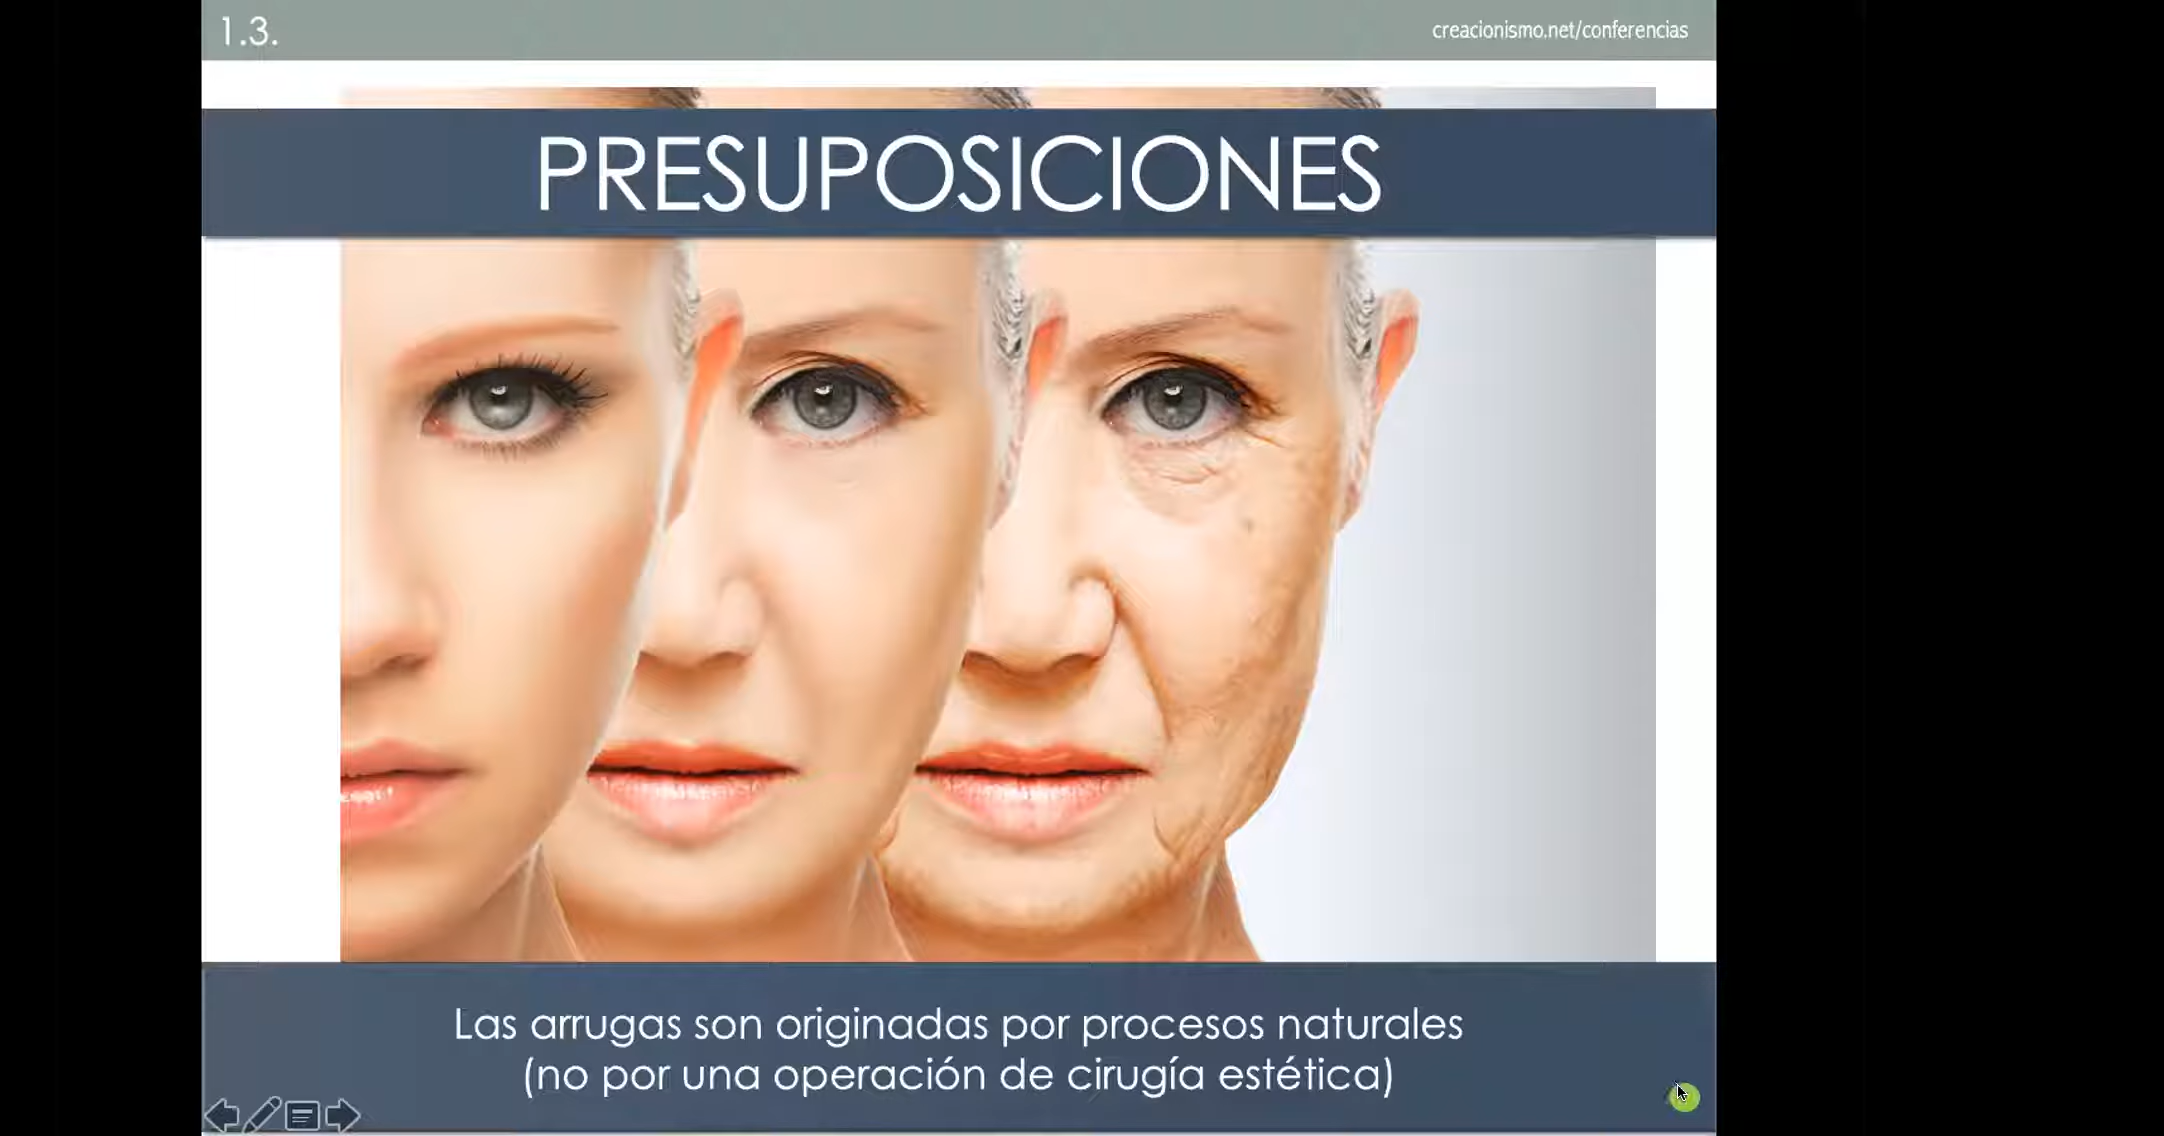 1.3.
creacionismo.net/conferencias
PRESUPOSICIONES
Las arrugas son originadas por procesos naturales
(no por una operación de cirugía estética)